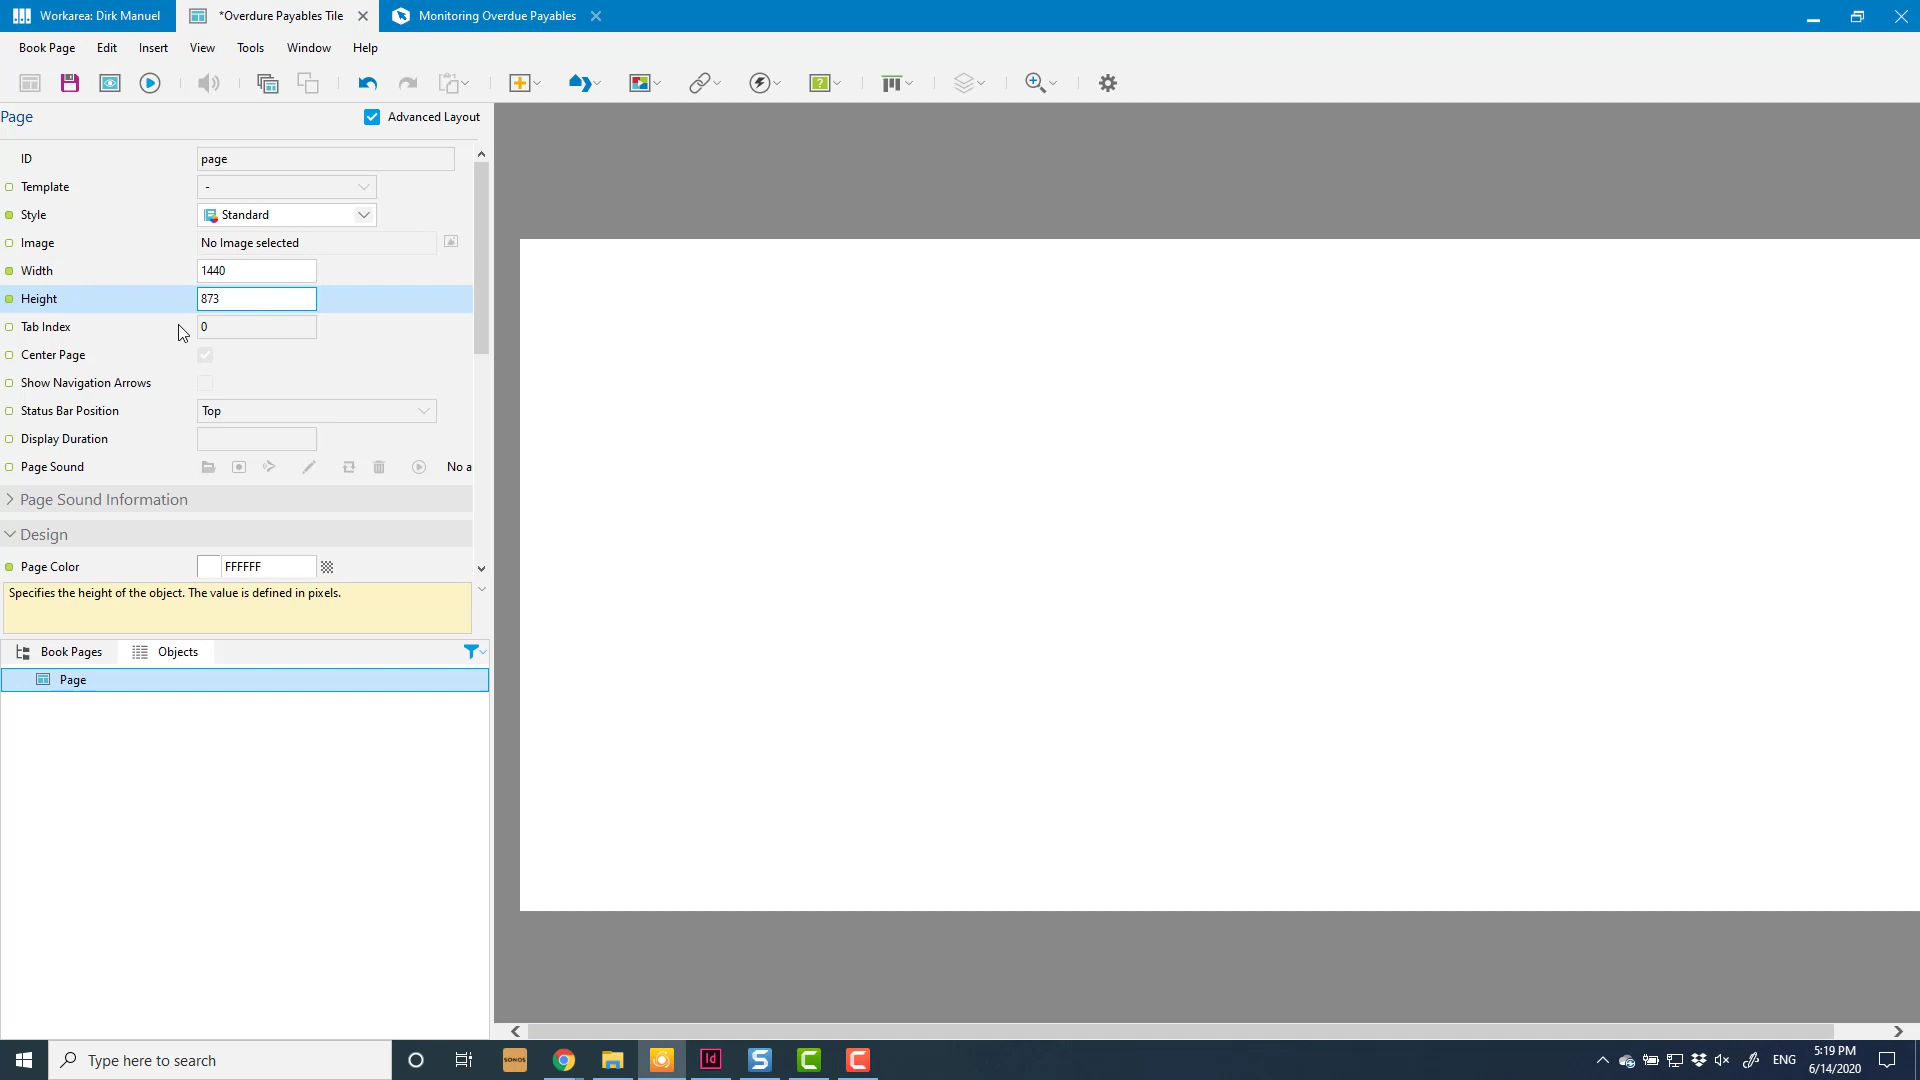 Workarea: Dirk Manuel
*Overdure Payables Tile
Monitoring Overdue Payables
Book Page Edit Insert View Tools Window Help
Page
Advanced Layout
ID page
Template -
Style Standard
Image No Image selected
Width 1440
Height 873
Tab Index 0
Center Page
Show Navigation Arrows
Status Bar Position Top
Display Duration
Page Sound No a
Page Sound Information
Design
Page Color FFFFFF
Specifies the height of the object. The value is defined in pixels.
Book Pages Objects
Page
Type here to search
SONOS
Id
S
C
C
ENG
5:19 PM
6/14/2020